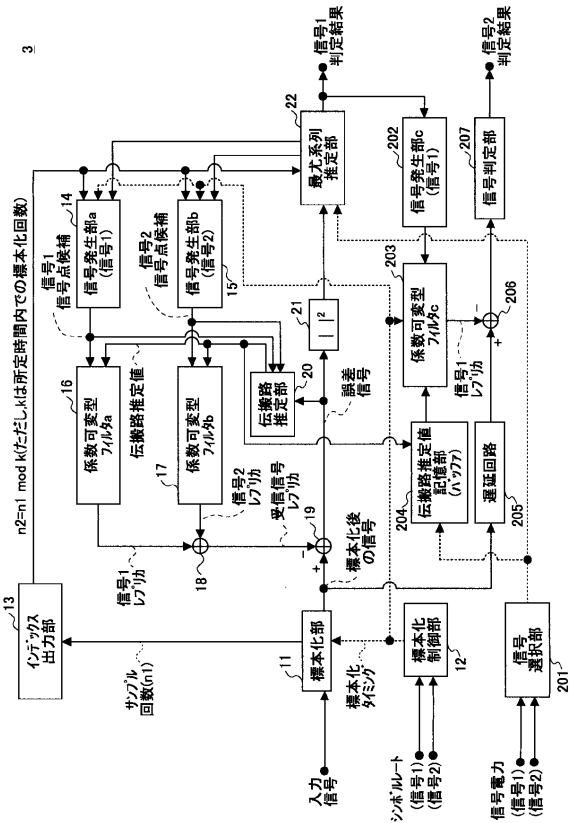 3
n2=n1 mod k(ただし,kは所定時間内での標本化回数)
13
インデックス
出力部
サンプル
回数(n1)
14
信号発生部a
(信号1)
信号1
信号点候補
信号2
信号点候補
信号発生部b
(信号2)
15
16
係数可変型
フィルタa
伝搬路推定値
17
係数可変型
フィルタb
伝搬路
推定部
20
信号1
レプリカ
信号2
レプリカ
18
受信信号
レプリカ
−
+
19
誤差
信号
21
| |²
22
最尤系列
推定部
信号1
判定結果
入力
信号
標本化部
11
標本化後
の信号
標本化
タイミング
シンボルレート
(信号1)
(信号2)
標本化
制御部
12
信号電力
(信号1)
(信号2)
信号
選択部
201
202
信号発生部c
(信号1)
203
係数可変型
フィルタc
204
伝搬路推定値
記憶部
(バッファ)
遅延回路
205
信号1
レプリカ
−
+
206
207
信号判定部
信号2
判定結果